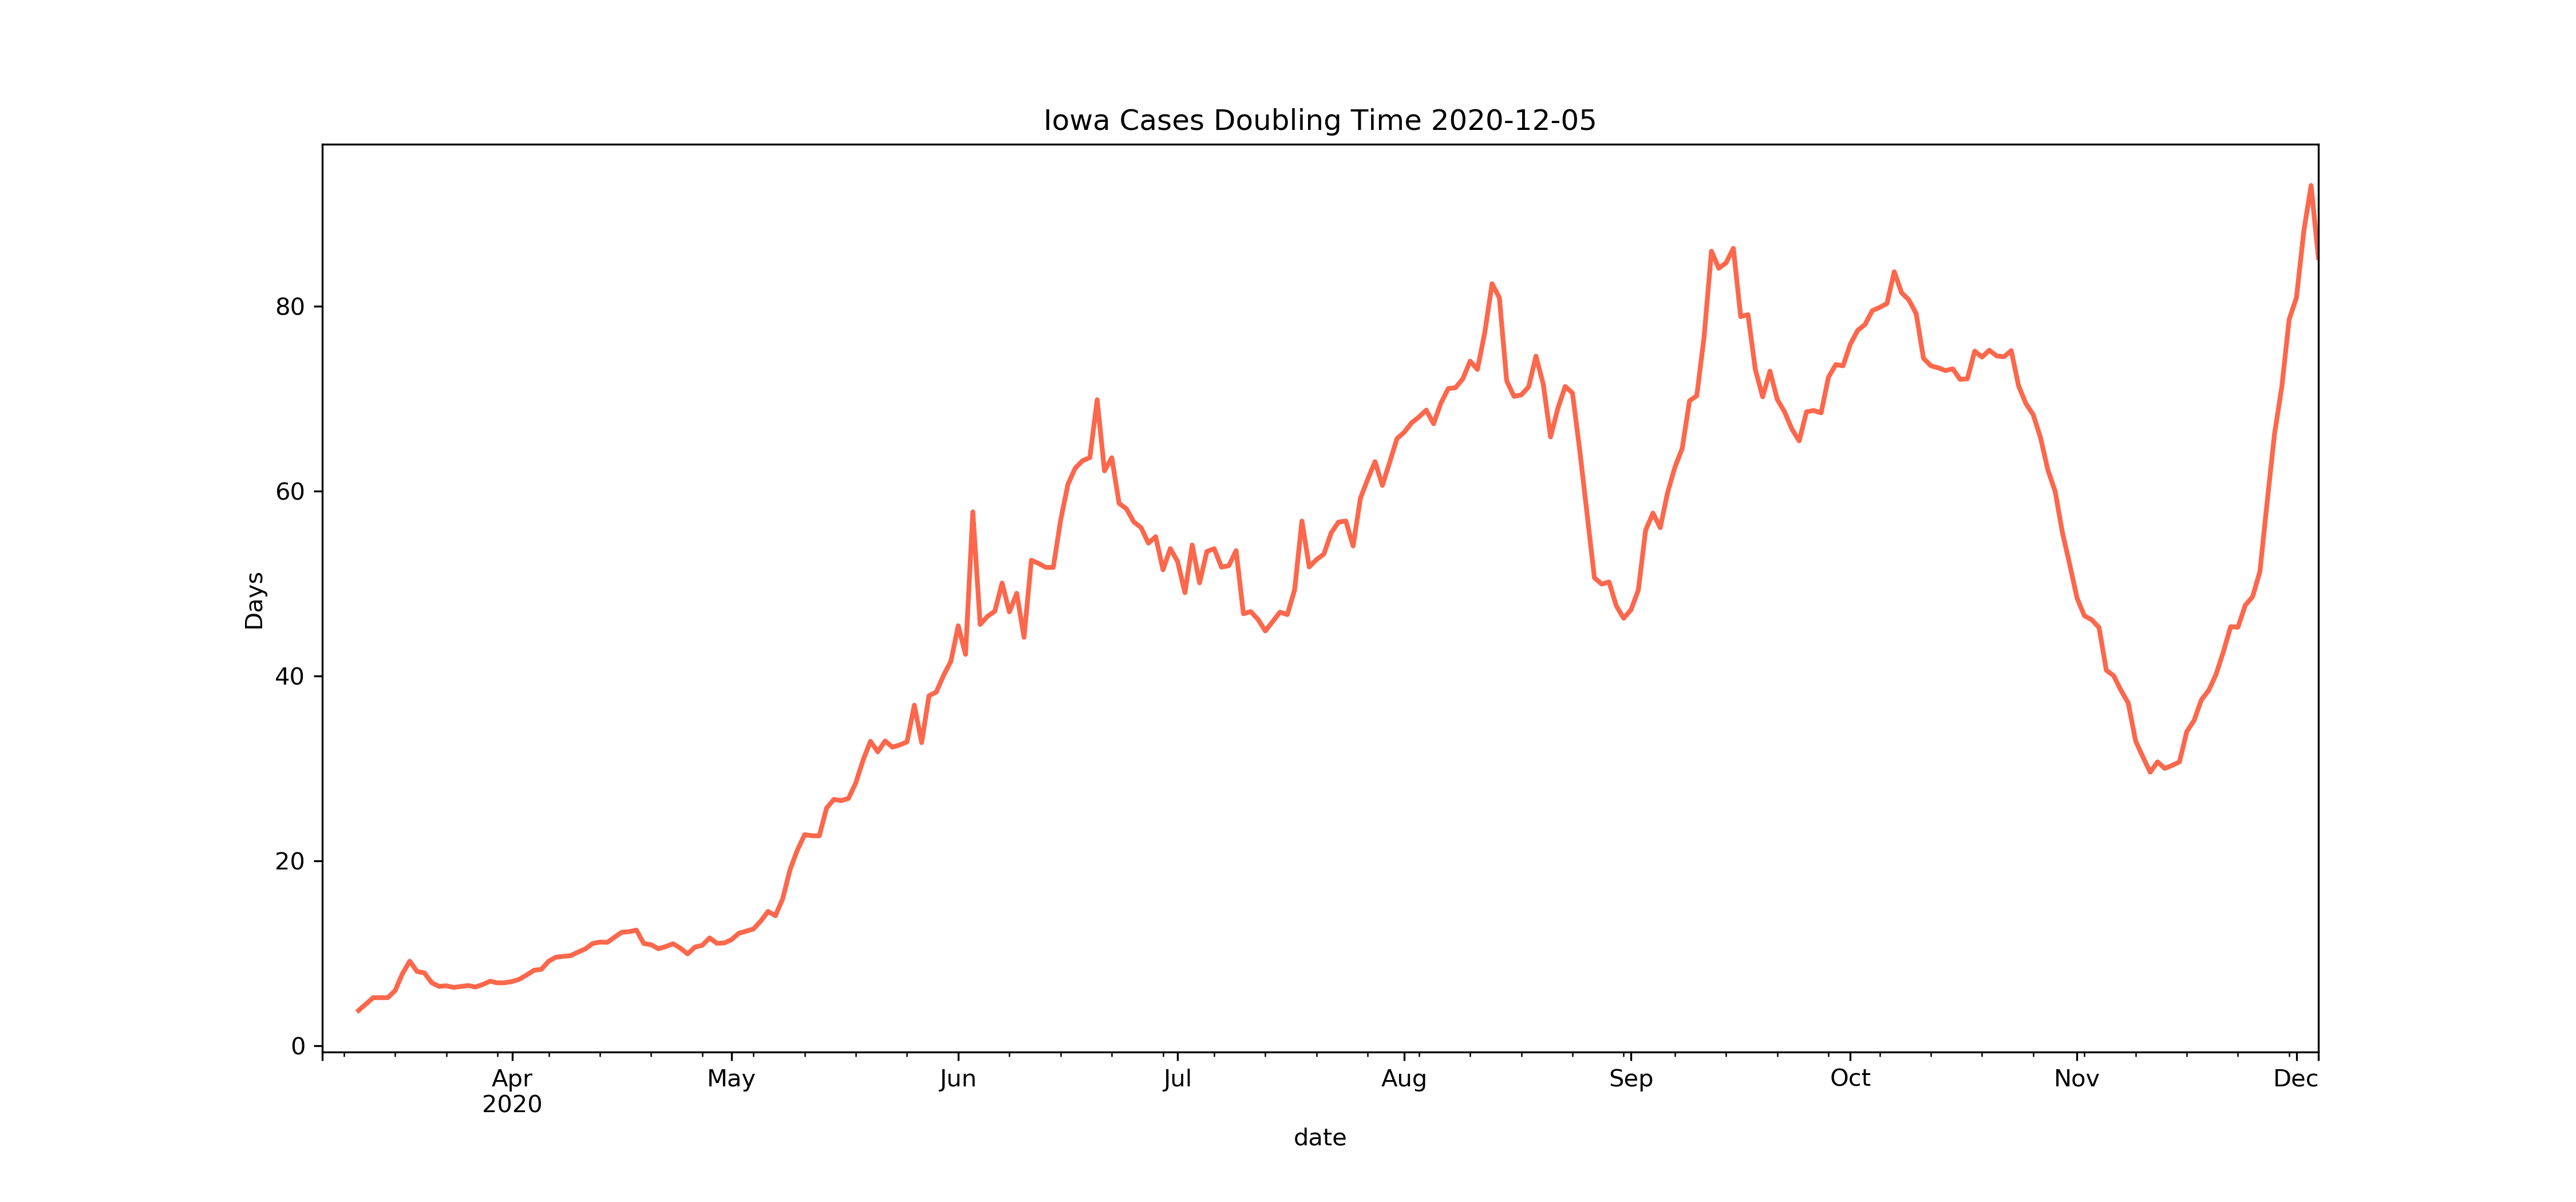 Iowa Cases Doubling Time 2020-12-05
Days
80
60
40
20
0
Apr May Jun Jul Aug Sep Oct Nov Dec
2020
date